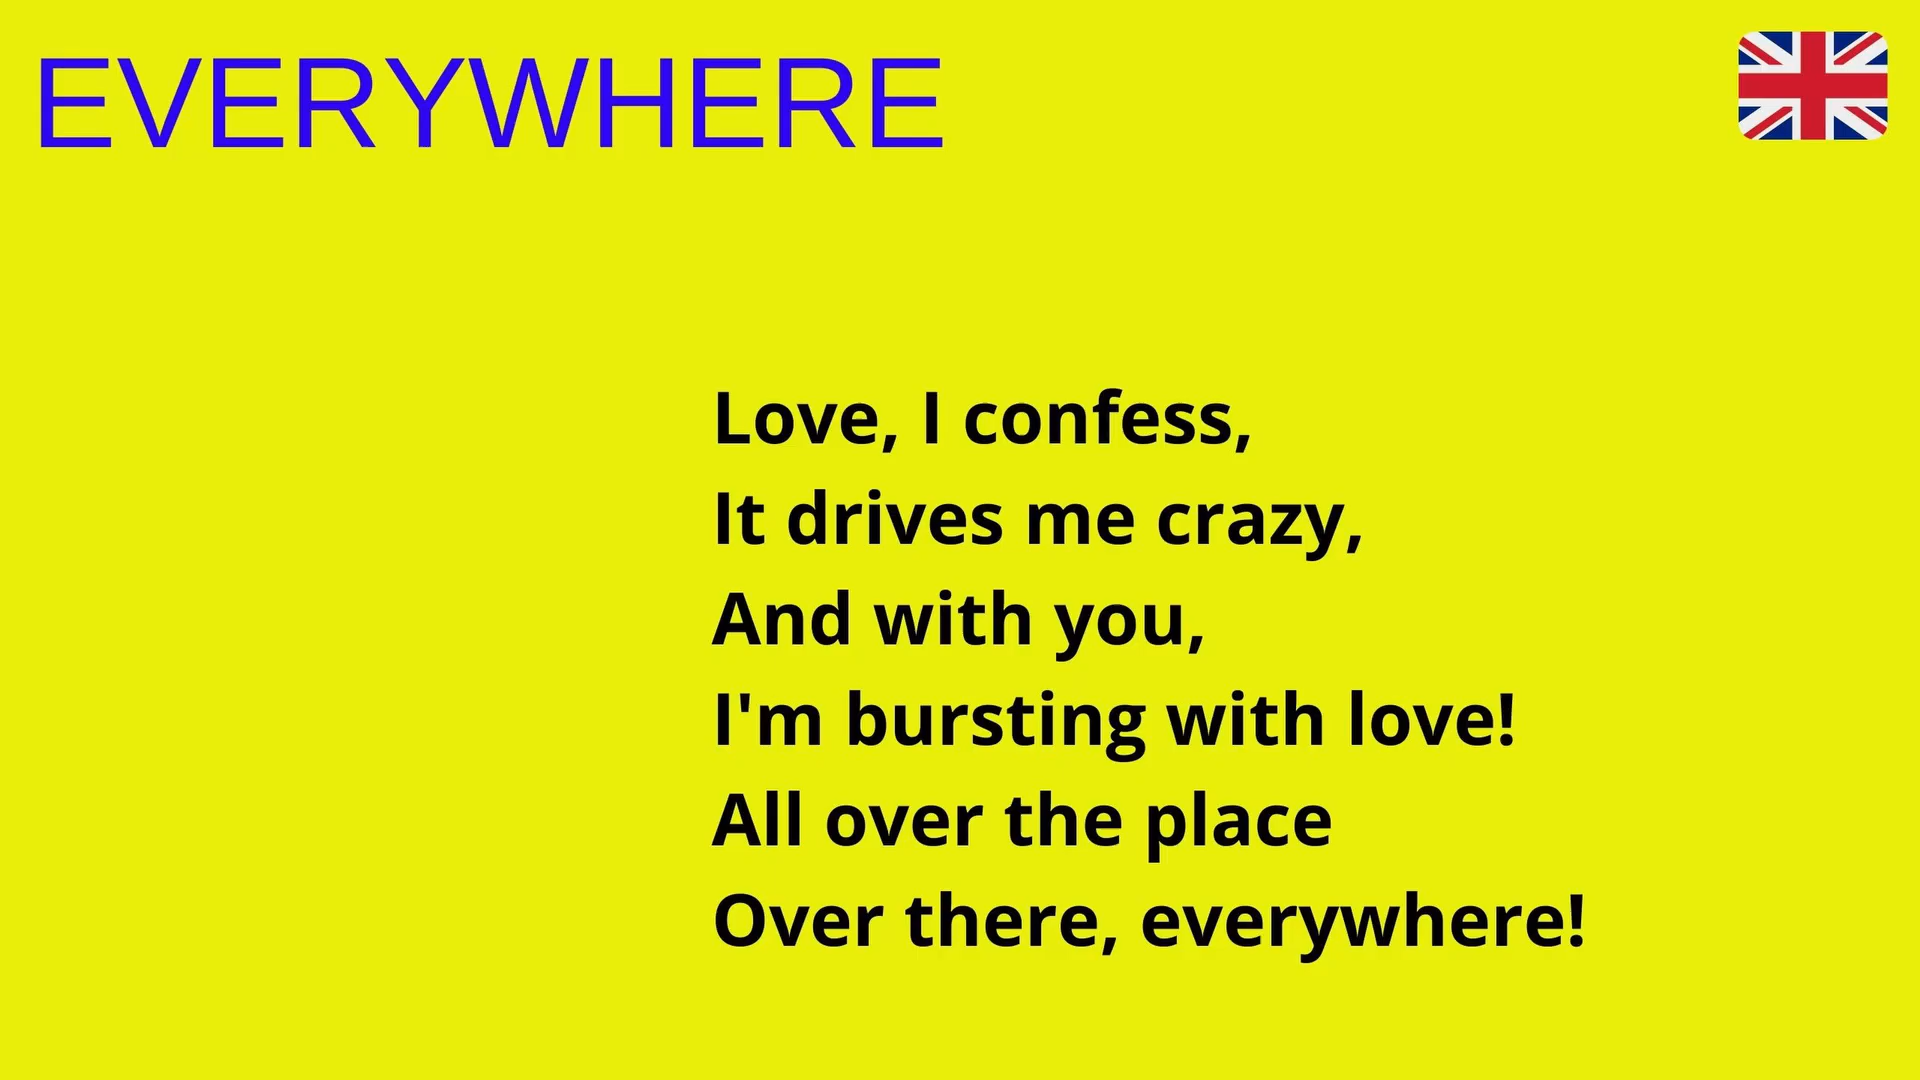 EVERYWHERE
Love, I confess,
It drives me crazy,
And with you,
I'm bursting with love!
All over the place
Over there, everywhere!